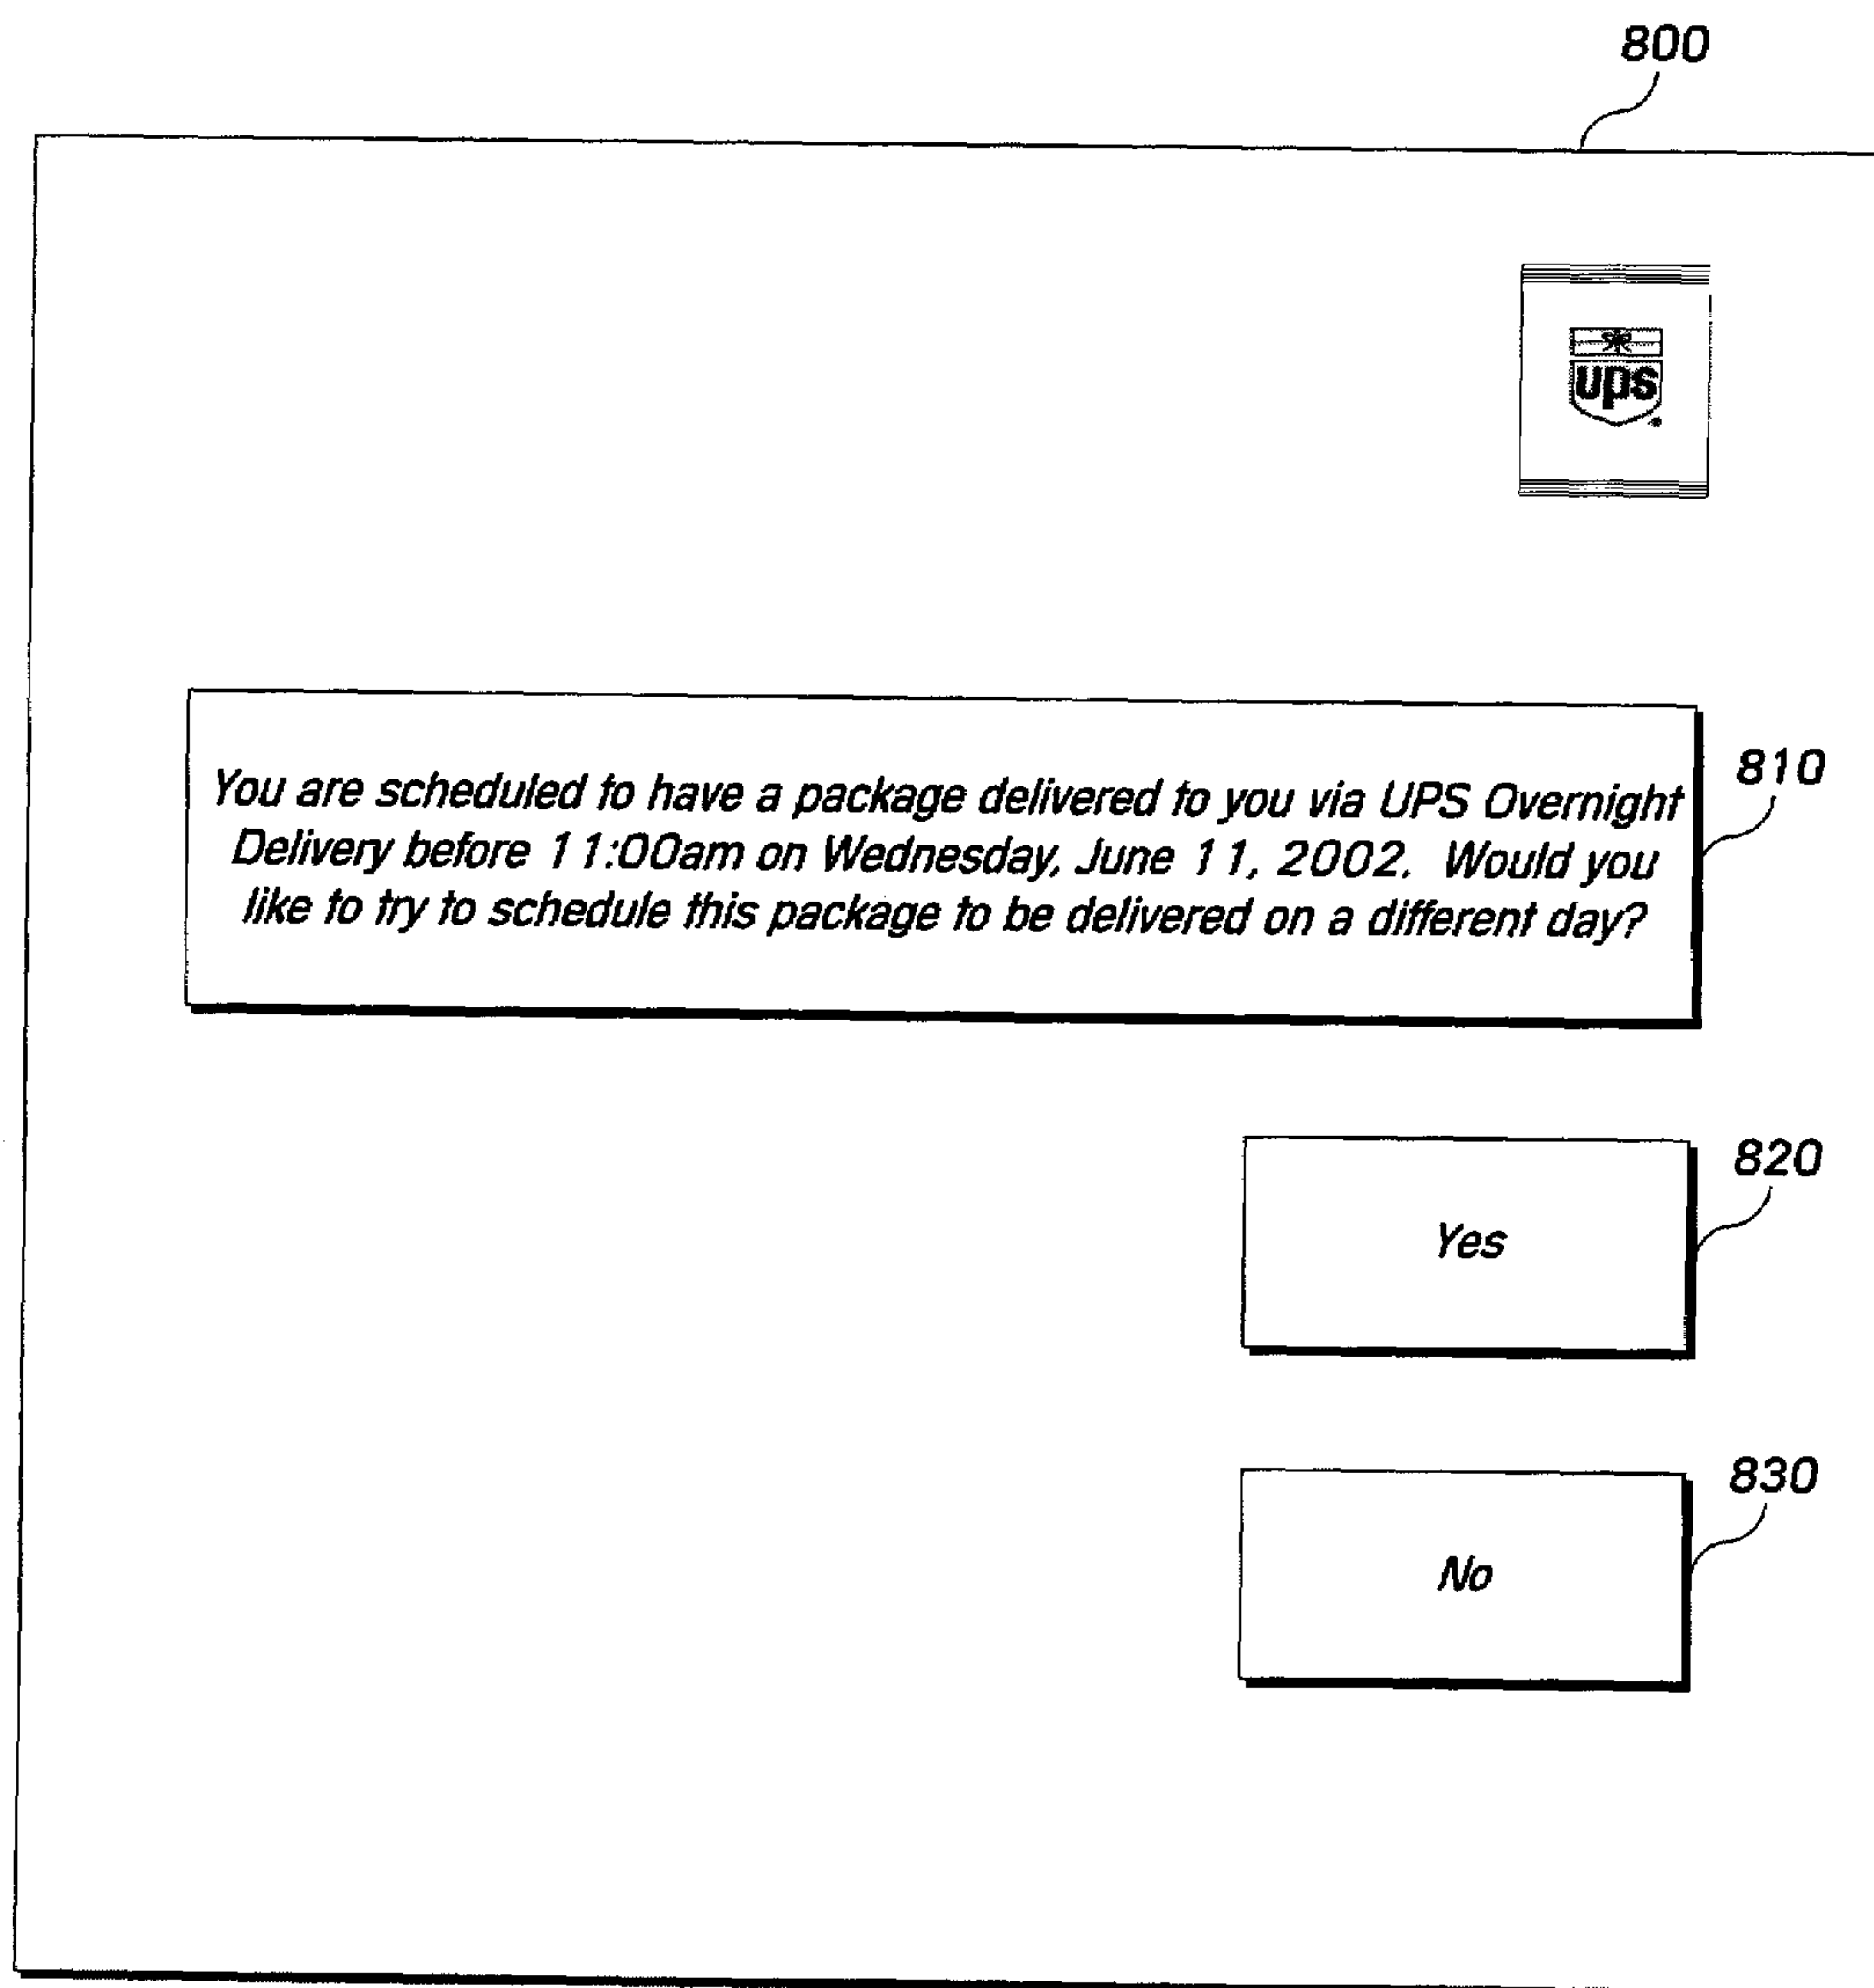 800
ups
You are scheduled to have a package delivered to you via UPS Overnight
Delivery before 11:00am on Wednesday, June 11, 2002. Would you
like to try to schedule this package to be delivered on a different day?
810
Yes
820
No
830